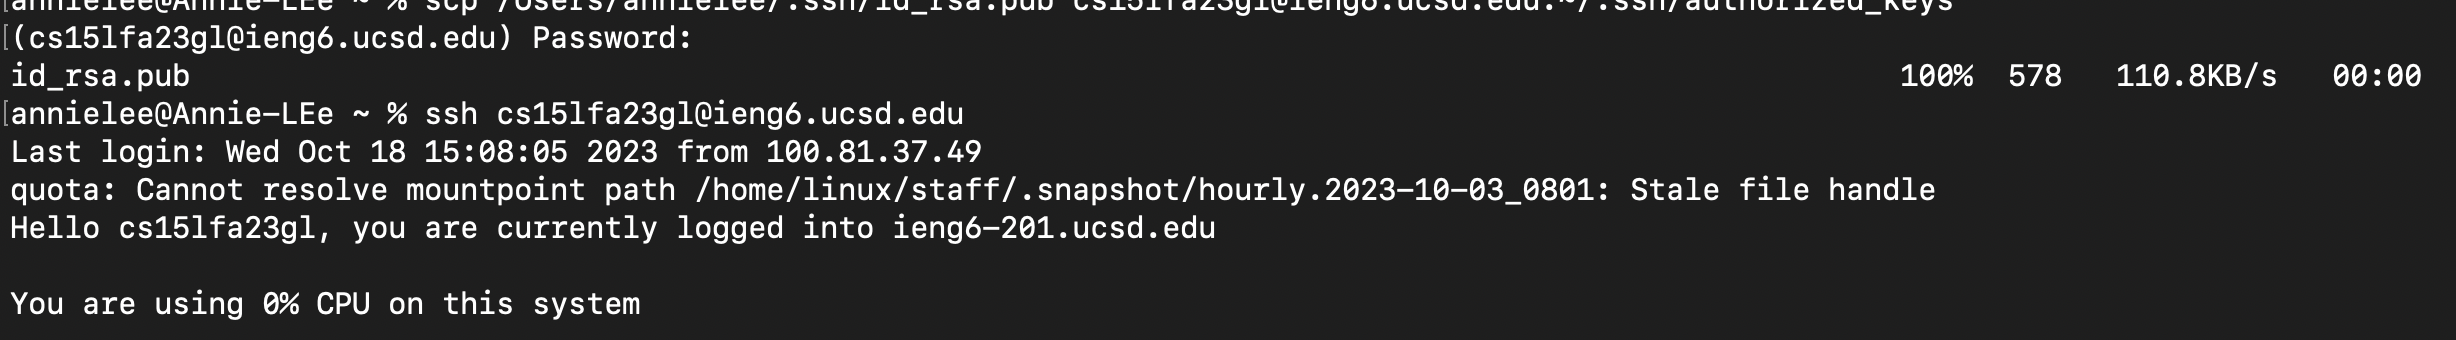 [annielee@Annie-LEe ~ % scp /Users/annielee/.ssh/id_rsa.pub cs15lfa23gl@ieng6.ucsd.edu:~/.ssh/authorized_keys
[(cs15lfa23gl@ieng6.ucsd.edu) Password:
id_rsa.pub 100% 578 110.8KB/s 00:00
[annielee@Annie-LEe ~ % ssh cs15lfa23gl@ieng6.ucsd.edu
Last login: Wed Oct 18 15:08:05 2023 from 100.81.37.49
quota: Cannot resolve mountpoint path /home/linux/staff/.snapshot/hourly.2023-10-03_0801: Stale file handle
Hello cs15lfa23gl, you are currently logged into ieng6-201.ucsd.edu
You are using 0% CPU on this system